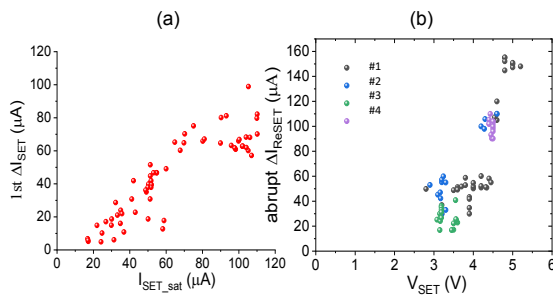 (a)
(b)
1st ΔI_SET (μA)
120
100
80
60
40
20
0
0 20 40 60 80 100 120
I_SET_sat (μA)
abrupt ΔI_ReSET (μA)
160
140
120
100
80
60
40
20
0
#1
#2
#3
#4
0 1 2 3 4 5 6
V_SET (V)